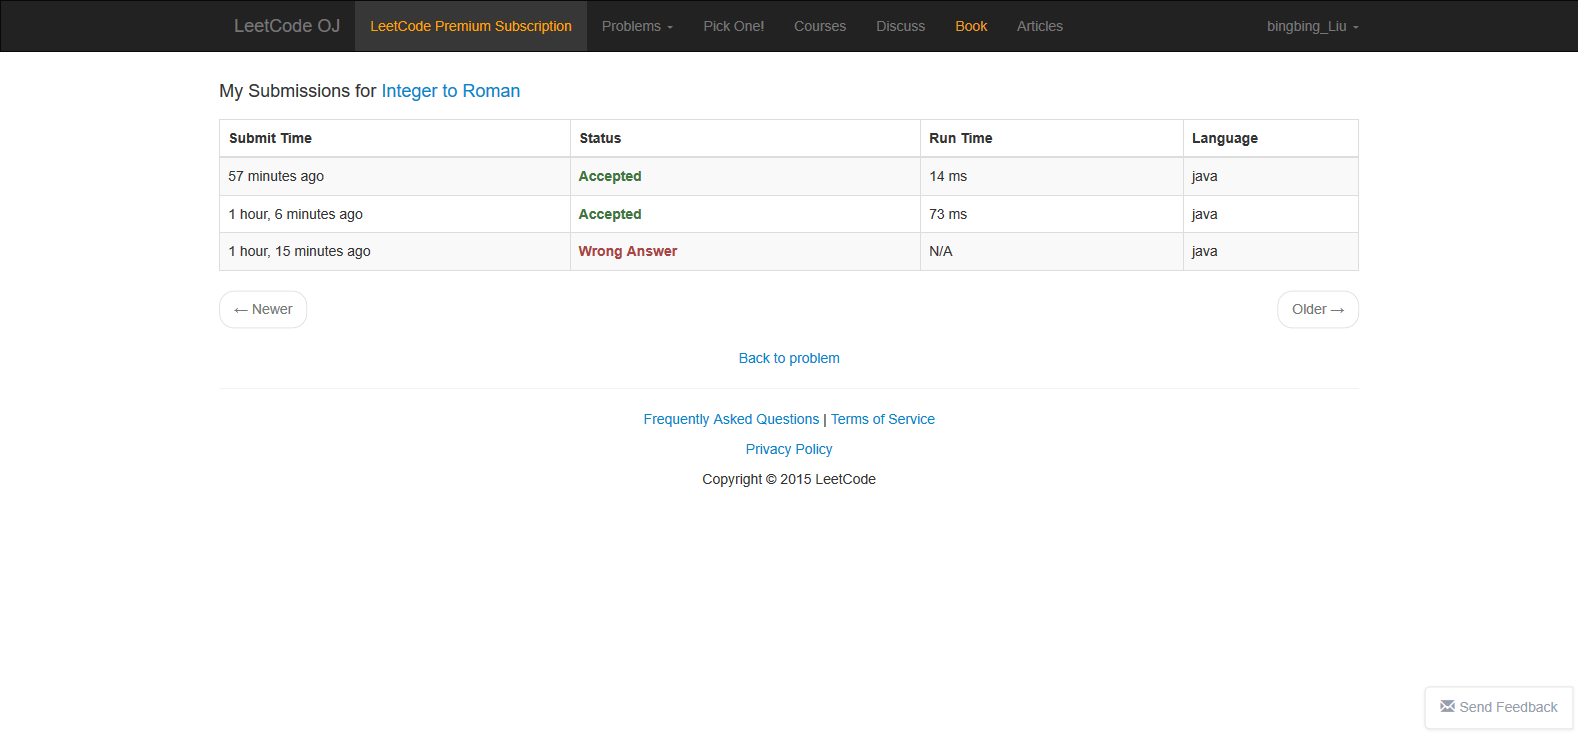 LeetCode OJ LeetCode Premium Subscription Problems Pick One! Courses Discuss Book Articles bingbing_Liu
My Submissions for Integer to Roman
Submit Time Status Run Time Language
57 minutes ago Accepted 14 ms java
1 hour, 6 minutes ago Accepted 73 ms java
1 hour, 15 minutes ago Wrong Answer N/A java
← Newer Older →
Back to problem
Frequently Asked Questions | Terms of Service
Privacy Policy
Copyright © 2015 LeetCode
Send Feedback